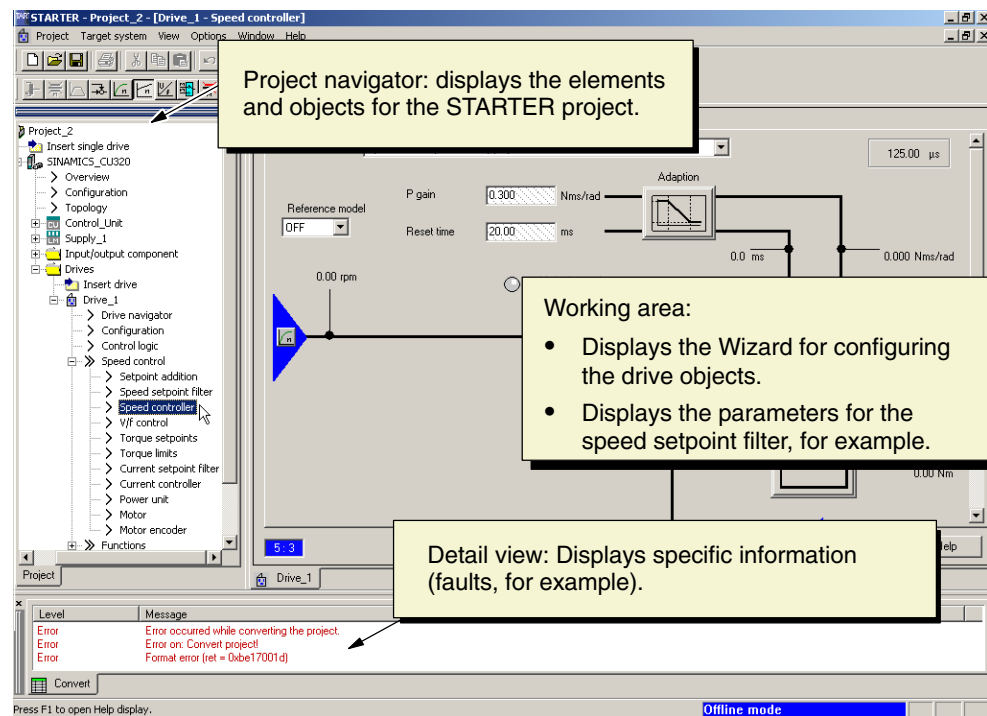 STARTER - Project_2 - [Drive_1 - Speed controller]
Project Target system View Options Window Help
Project navigator: displays the elements
and objects for the STARTER project.
Project_2
Insert single drive
SINAMICS_CU320
Overview
Configuration
Topology
Control_Unit
Supply_1
Input/output component
Drives
Insert drive
Drive_1
Drive navigator
Configuration
Control logic
Speed control
Setpoint addition
Speed setpoint filter
Speed controller
V/f control
Torque setpoints
Torque limits
Current setpoint filter
Current controller
Power unit
Motor
Motor encoder
Functions
Project
125.00 µs
Adaption
P gain 0.300 Nms/rad
Reference model
OFF
Reset time 20.00 ms
0.0 ms
0.000 Nms/rad
0.00 rpm
Working area:
• Displays the Wizard for configuring
the drive objects.
• Displays the parameters for the
speed setpoint filter, for example.
0.00 Nm
5:3
Drive_1
Detail view: Displays specific information
(faults, for example).
Level Message
Error Error occurred while converting the project.
Error Error on: Convert project!
Error Format error (ret = 0xbe17001d)
Convert
Press F1 to open Help display.
Offline mode